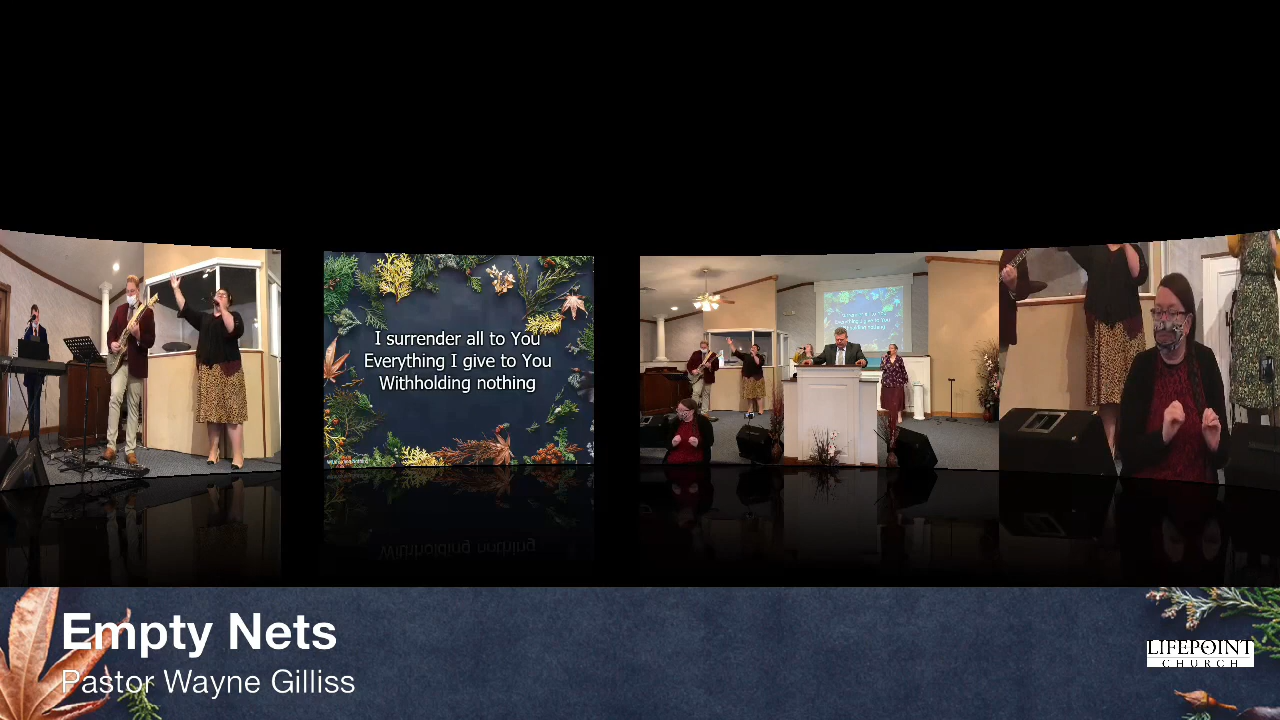 I surrender all to You
Everything I give to You
Withholding nothing
Empty Nets
Pastor Wayne Gilliss
LIFEPOINT
CHURCH